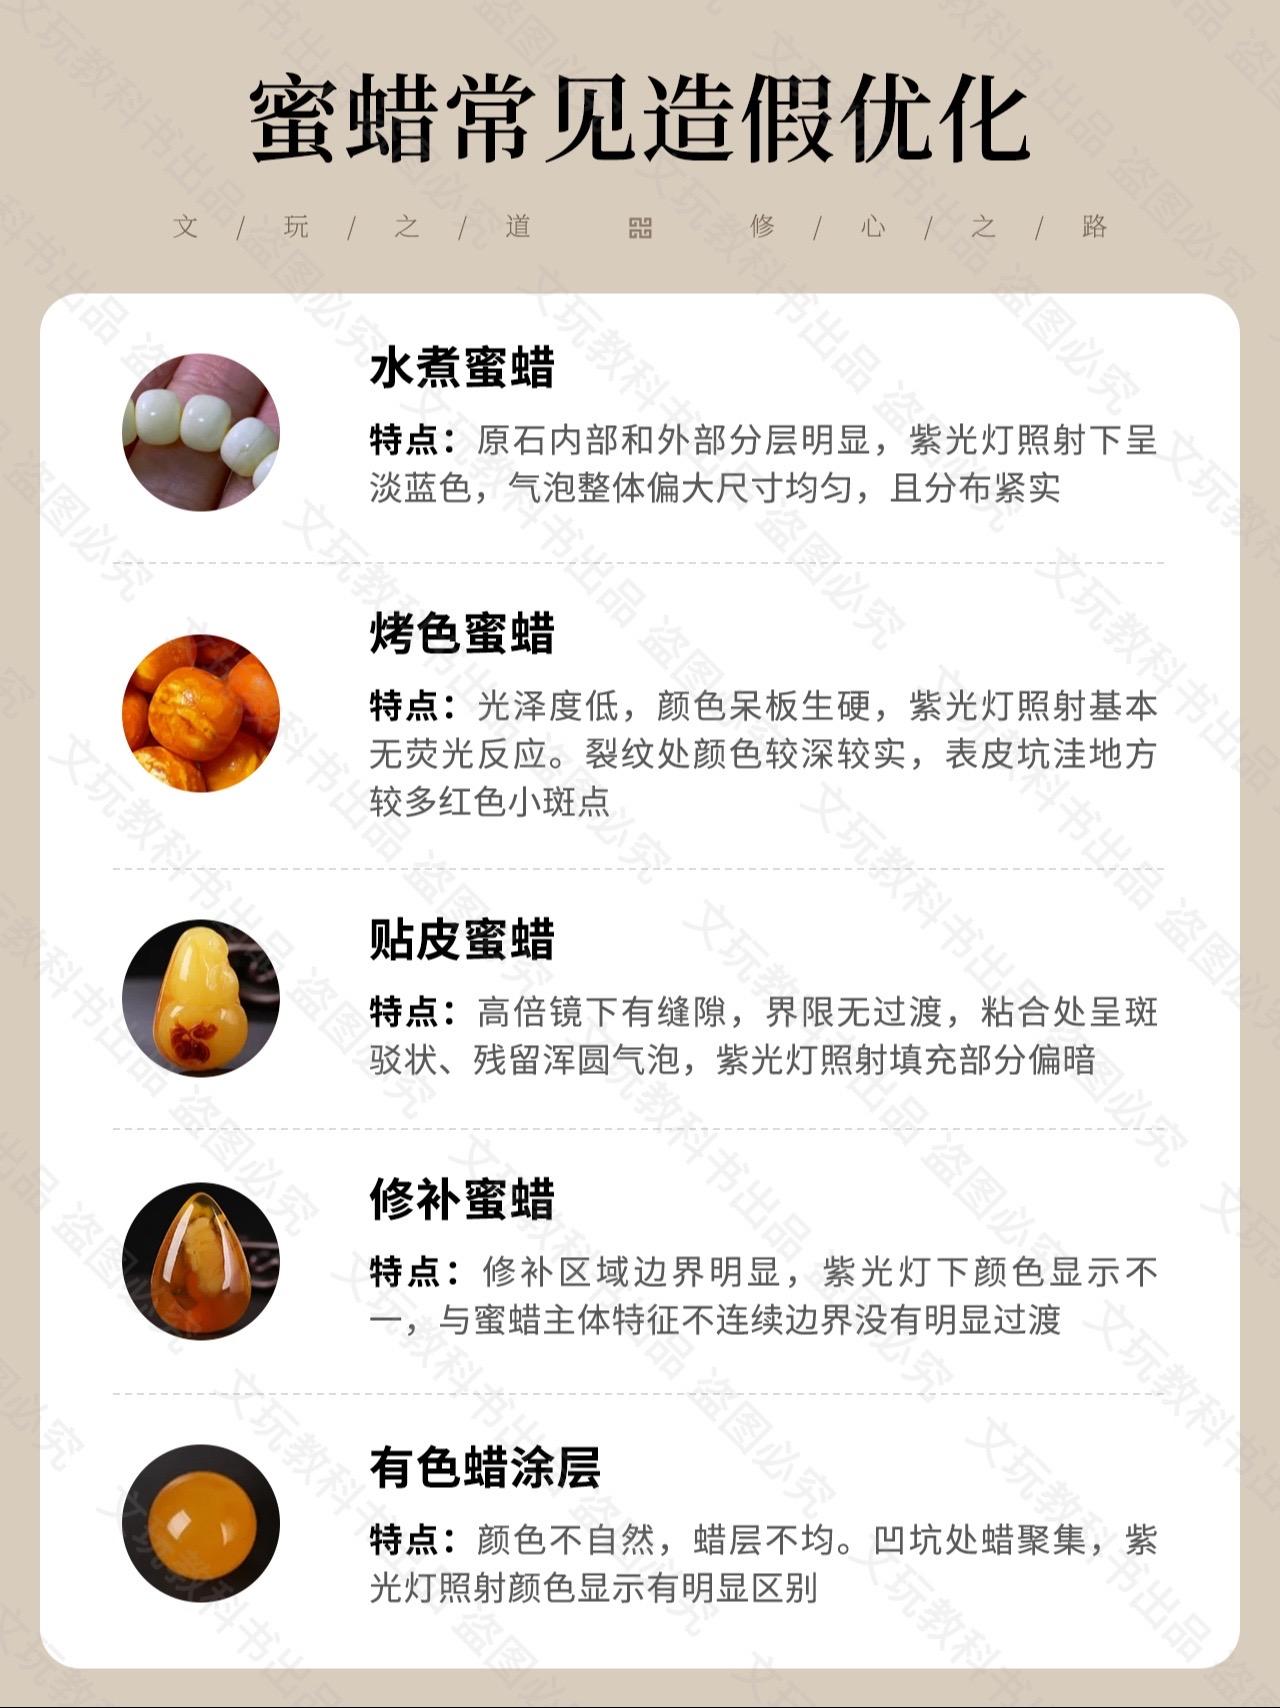 蜜蜡常见造假优化
文 / 玩 / 之 / 道 修 / 心 / 之 / 路
水煮蜜蜡
特点：原石内部和外部分层明显，紫光灯照射下呈
淡蓝色，气泡整体偏大尺寸均匀，且分布紧实
烤色蜜蜡
特点：光泽度低，颜色呆板生硬，紫光灯照射基本
无荧光反应。裂纹处颜色较深较实，表皮坑洼地方
较多红色小斑点
贴皮蜜蜡
特点：高倍镜下有缝隙，界限无过渡，粘合处呈斑
驳状、残留浑圆气泡，紫光灯照射填充部分偏暗
修补蜜蜡
特点：修补区域边界明显，紫光灯下颜色显示不
一，与蜜蜡主体特征不连续边界没有明显过渡
有色蜡涂层
特点：颜色不自然，蜡层不均。凹坑处蜡聚集，紫
光灯照射颜色显示有明显区别
文玩教科书出品 盗图必究